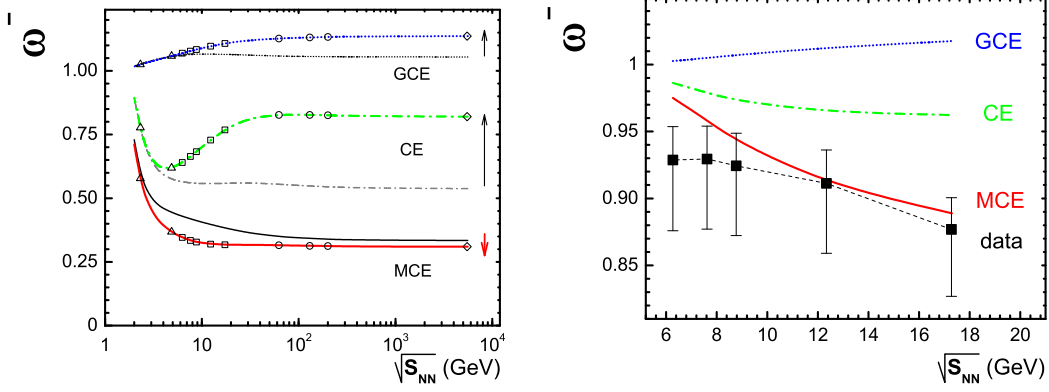 ω⁻
1.00
0.75
0.50
0.25
0
GCE
CE
MCE
1 10 10² 10³ 10⁴
√S_NN (GeV)
ω⁻
1
0.95
0.90
0.85
GCE
CE
MCE
data
6 8 10 12 14 16 18 20
√S_NN (GeV)